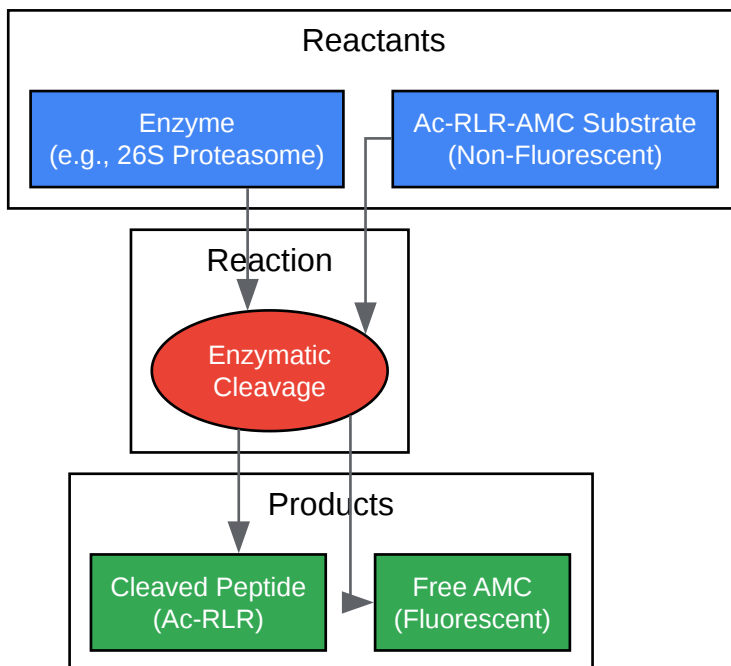 Reactants
Enzyme
(e.g., 26S Proteasome)
Ac-RLR-AMC Substrate
(Non-Fluorescent)
Reaction
Enzymatic
Cleavage
Products
Cleaved Peptide
(Ac-RLR)
Free AMC
(Fluorescent)